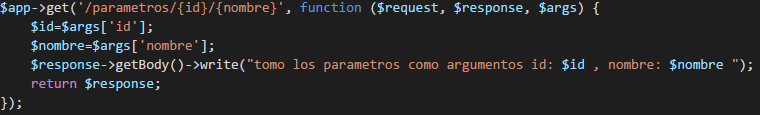 $app->get('/parametros/{id}/{nombre}', function ($request, $response, $args) {
    $id=$args['id'];
    $nombre=$args['nombre'];
    $response->getBody()->write("tomo los parametros como argumentos id: $id , nombre: $nombre ");
    return $response;
});